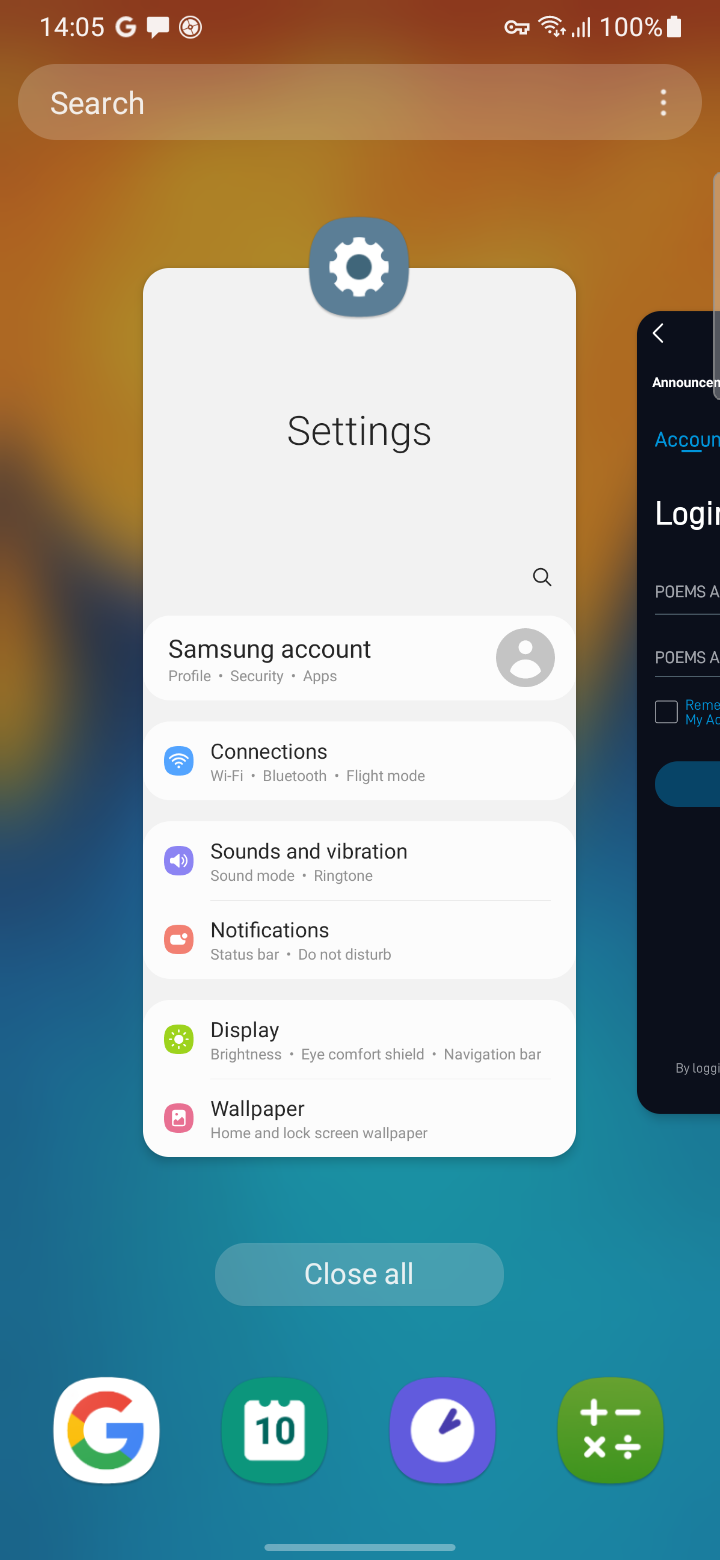 14:05
100%
Search
Settings
Samsung account
Profile • Security • Apps
Connections
Wi-Fi • Bluetooth • Flight mode
Sounds and vibration
Sound mode • Ringtone
Notifications
Status bar • Do not disturb
Display
Brightness • Eye comfort shield • Navigation bar
Wallpaper
Home and lock screen wallpaper
Announcen
Accoun
Login
POEMS A
POEMS A
Reme
My Ac
By loggi
Close all
10